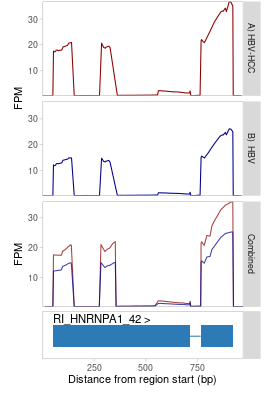 30
20
10
A) HBV-HCC
FPM
30
20
10
B) HBV
30
20
10
FPM
Combined
RI_HNRNPA1_42 >
250 500 750
Distance from region start (bp)